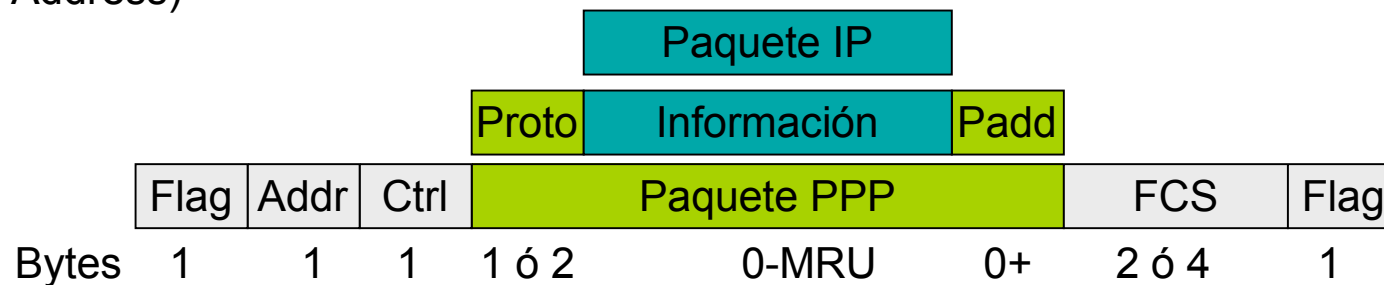 Address)
Paquete IP
Proto Información Padd
Flag Addr Ctrl Paquete PPP FCS Flag
Bytes 1 1 1 1 ó 2 0-MRU 0+ 2 ó 4 1